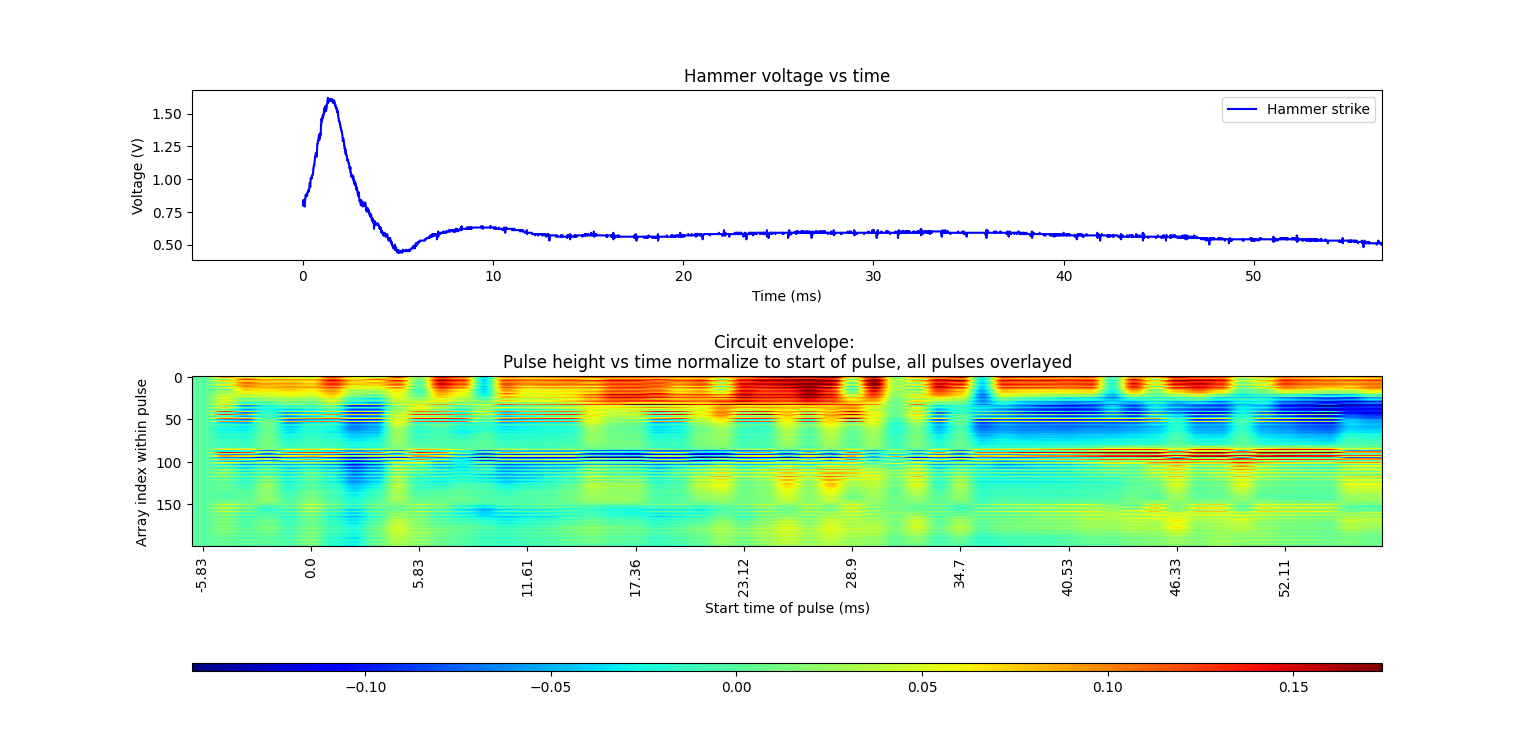 Hammer voltage vs time
Hammer strike
Voltage (V)
1.50
1.25
1.00
0.75
0.50
0 10 20 30 40 50
Time (ms)
Circuit envelope:
Pulse height vs time normalize to start of pulse, all pulses overlayed
Array index within pulse
0
50
100
150
-5.83 0.0 5.83 11.61 17.36 23.12 28.9 34.7 40.53 46.33 52.11
Start time of pulse (ms)
−0.10 −0.05 0.00 0.05 0.10 0.15